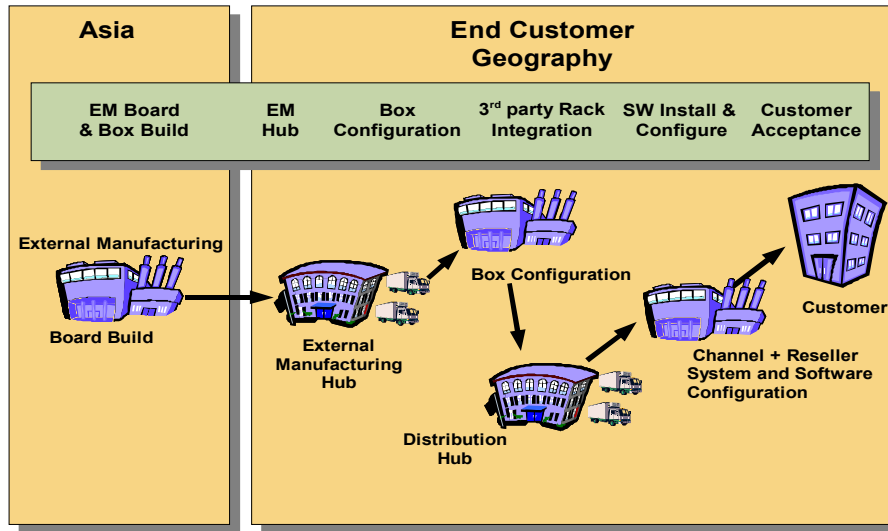 Asia
End Customer
Geography
EM Board
& Box Build
EM
Hub
Box
Configuration
3rd party Rack
Integration
SW Install &
Configure
Customer
Acceptance
External Manufacturing
Board Build
External
Manufacturing
Hub
Box Configuration
Distribution
Hub
Channel + Reseller
System and Software
Configuration
Customer